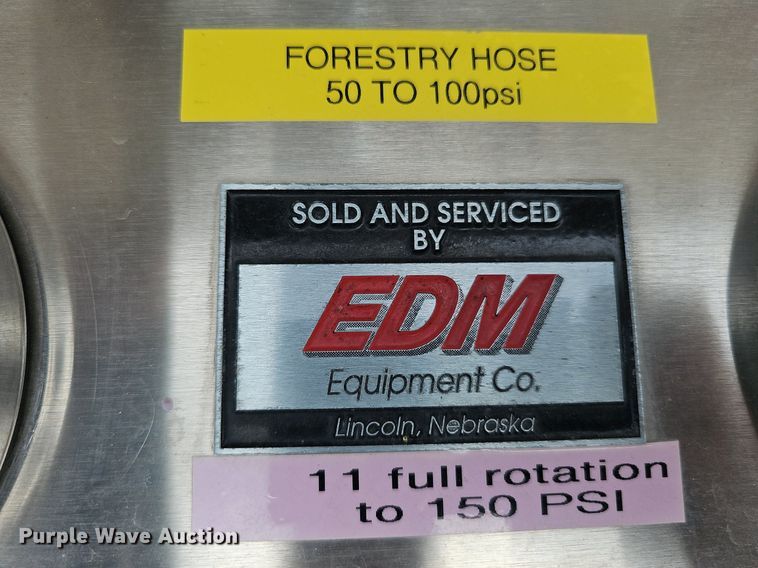 FORESTRY HOSE
50 TO 100psi
SOLD AND SERVICED
BY
EDM
Equipment Co.
Lincoln, Nebraska
11 full rotation
to 150 PSI
Purple Wave Auction